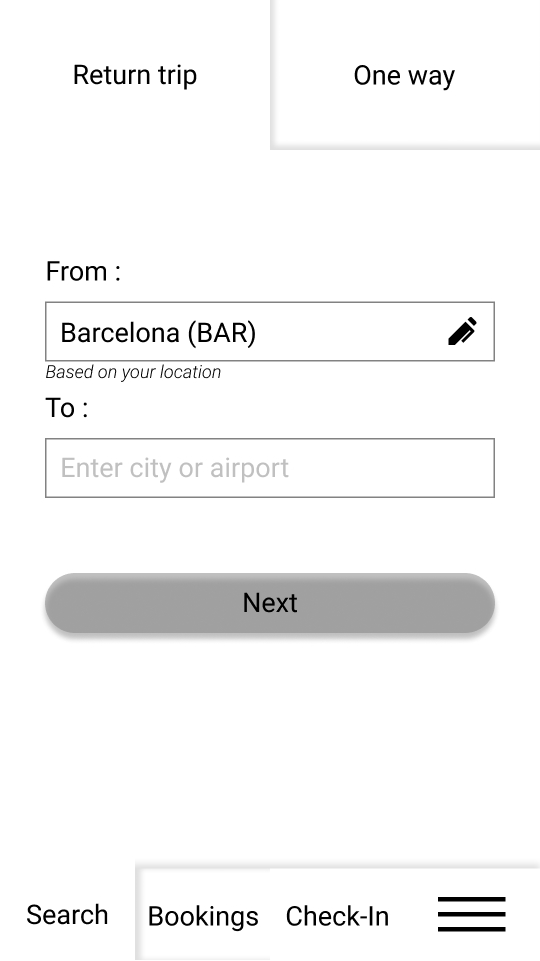 Return trip
One way
From :
Barcelona (BAR)
Based on your location
To :
Enter city or airport
Next
Search
Bookings
Check-In